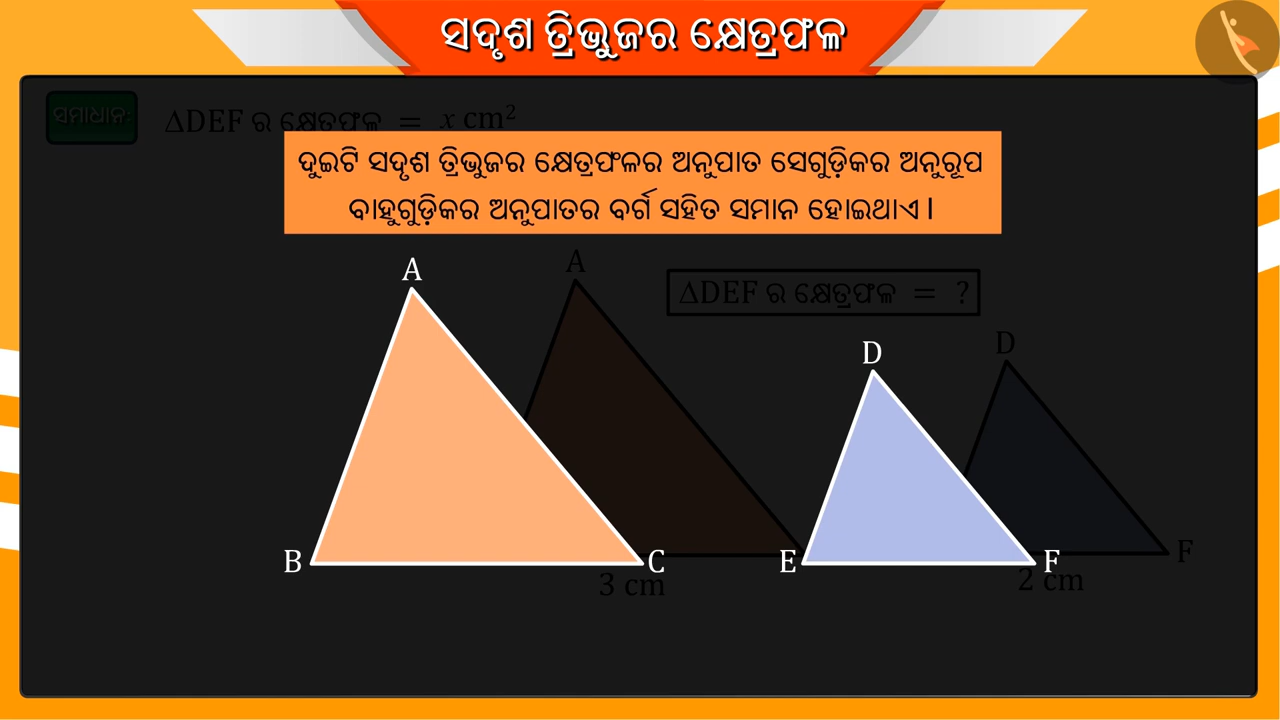 ସଦୃଶ ତ୍ରିଭୁଜର କ୍ଷେତ୍ରଫଳ
ସମାଧାନ:
ΔDEF ର କ୍ଷେତ୍ରଫଳ = x cm²
ଦୁଇଟି ସଦୃଶ ତ୍ରିଭୁଜର କ୍ଷେତ୍ରଫଳର ଅନୁପାତ ସେଗୁଡ଼ିକର ଅନୁରୂପ
ବାହୁଗୁଡ଼ିକର ଅନୁପାତର ବର୍ଗ ସହିତ ସମାନ ହୋଇଥାଏ ।
A
A
ΔDEF ର କ୍ଷେତ୍ରଫଳ = ?
D
D
B
C
E
F
F
3 cm
2 cm